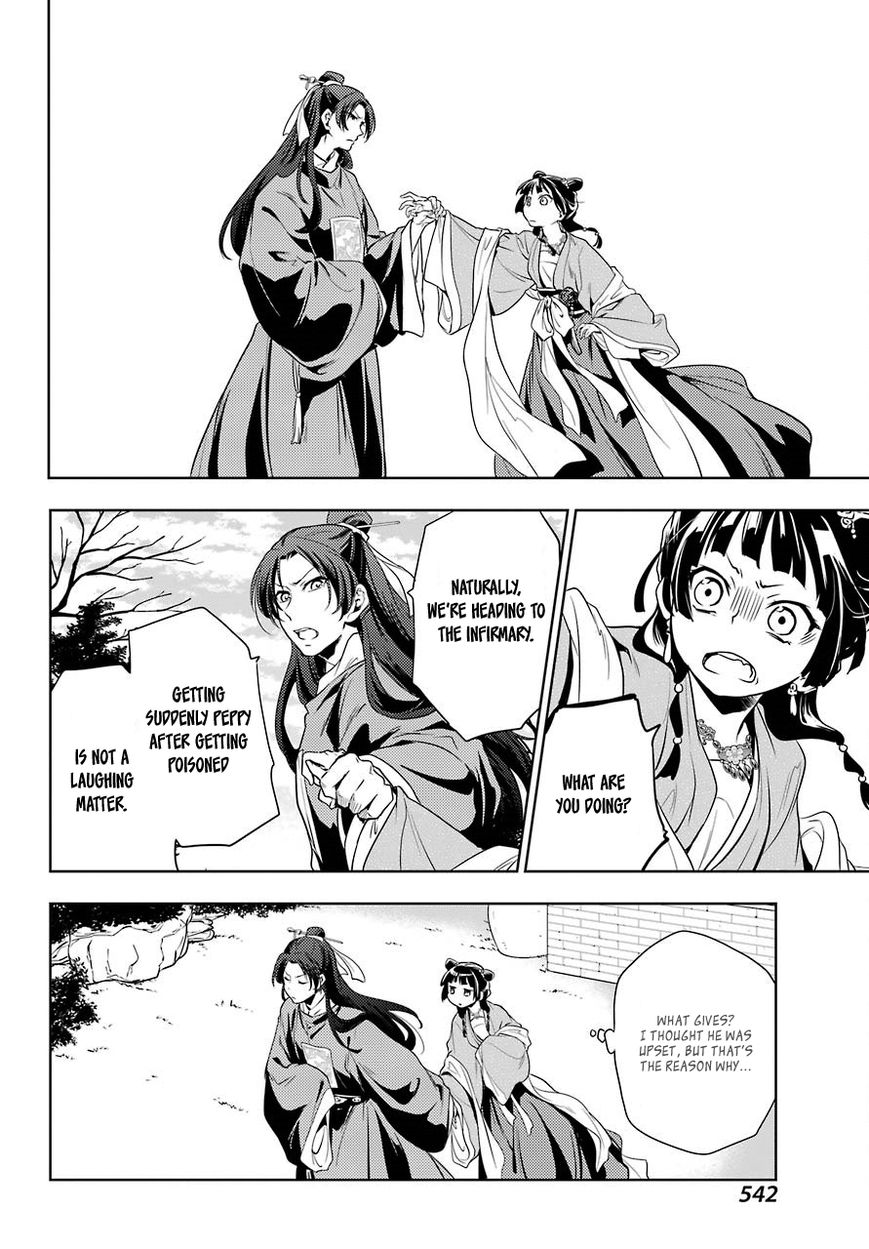 WHAT ARE
YOU DOING?
NATURALLY,
WE'RE HEADING TO
THE INFIRMARY.
GETTING
SUDDENLY PEPPY
AFTER GETTING
POISONED
IS NOT A
LAUGHING
MATTER.
WHAT GIVES?
I THOUGHT HE WAS
UPSET, BUT THAT'S
THE REASON WHY...
542